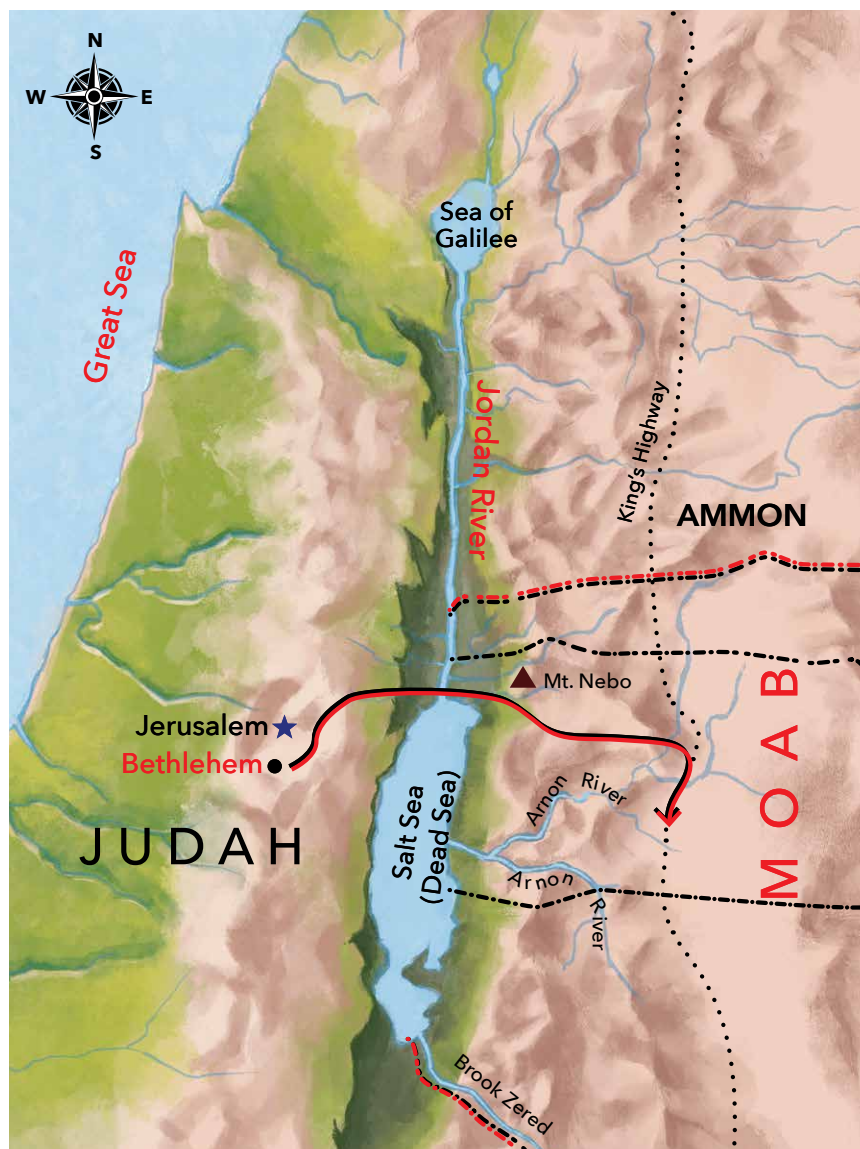 N
W
E
S
Sea of
Galilee
Great Sea
Jordan River
King's Highway
AMMON
Mt. Nebo
MOAB
Jerusalem
Bethlehem
Arnon River
JUDAH
Salt Sea
(Dead Sea)
Arnon River
Brook Zered